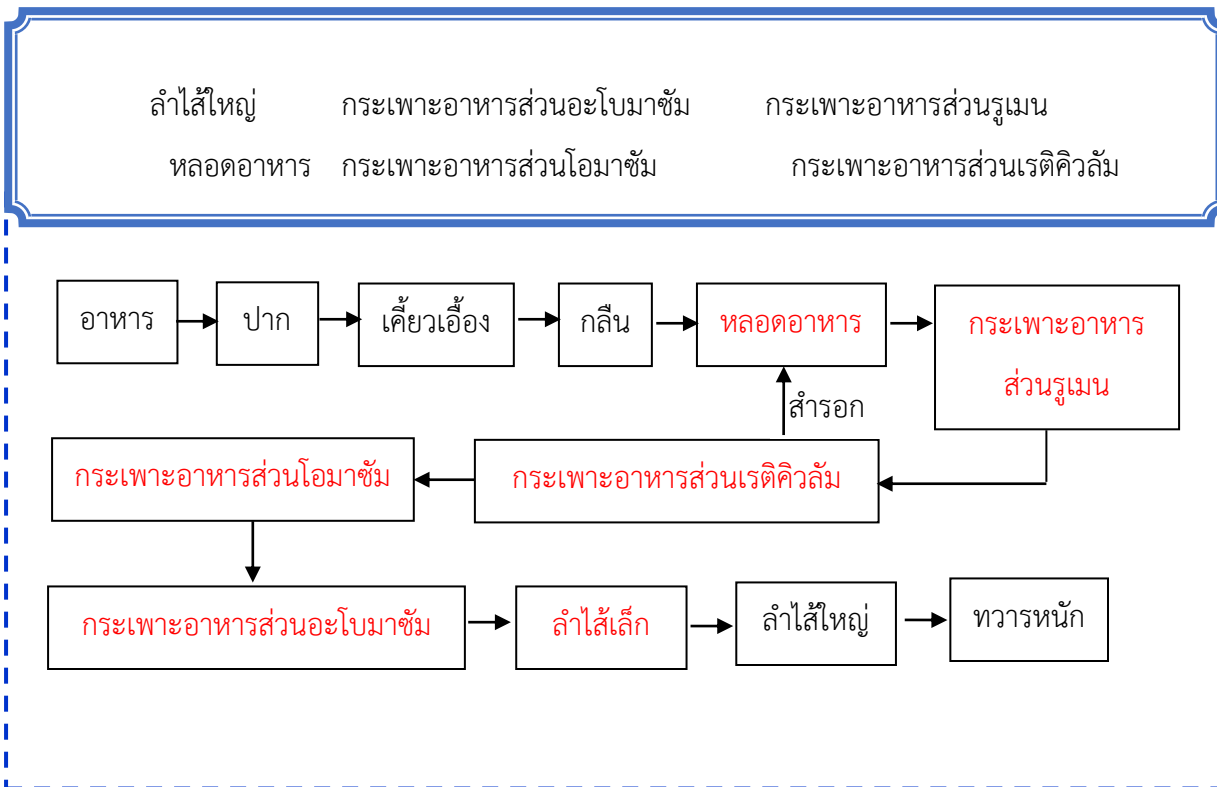 ลำไส้ใหญ่ กระเพาะอาหารส่วนอะโบมาซัม กระเพาะอาหารส่วนรูเมน
หลอดอาหาร กระเพาะอาหารส่วนโอมาซัม กระเพาะอาหารส่วนเรติคิวลัม
อาหาร ปาก เคี้ยวเอื้อง กลืน หลอดอาหาร กระเพาะอาหาร
ส่วนรูเมน
สำรอก
กระเพาะอาหารส่วนโอมาซัม กระเพาะอาหารส่วนเรติคิวลัม
กระเพาะอาหารส่วนอะโบมาซัม ลำไส้เล็ก ลำไส้ใหญ่ ทวารหนัก